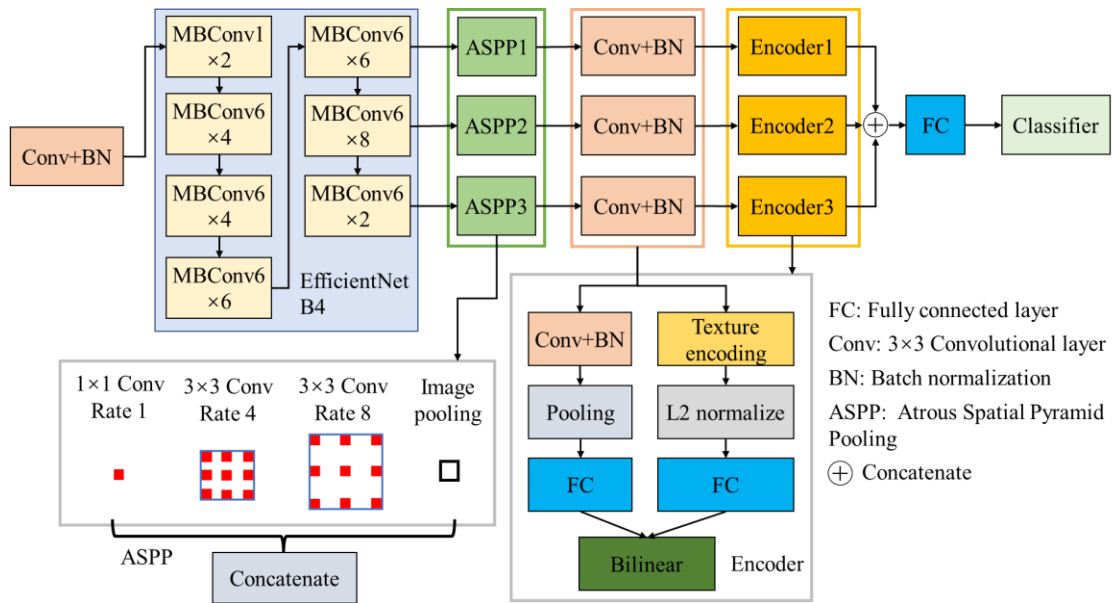 Conv+BN
MBConv1
×2
MBConv6
×4
MBConv6
×4
MBConv6
×6
MBConv6
×6
MBConv6
×8
MBConv6
×2
EfficientNet
B4
ASPP1
ASPP2
ASPP3
Conv+BN
Conv+BN
Conv+BN
Encoder1
Encoder2
Encoder3
FC
Classifier
1×1 Conv
Rate 1
3×3 Conv
Rate 4
3×3 Conv
Rate 8
Image
pooling
ASPP
Concatenate
Conv+BN
Pooling
FC
Texture
encoding
L2 normalize
FC
Bilinear
Encoder
FC: Fully connected layer
Conv: 3×3 Convolutional layer
BN: Batch normalization
ASPP: Atrous Spatial Pyramid
Pooling
Concatenate